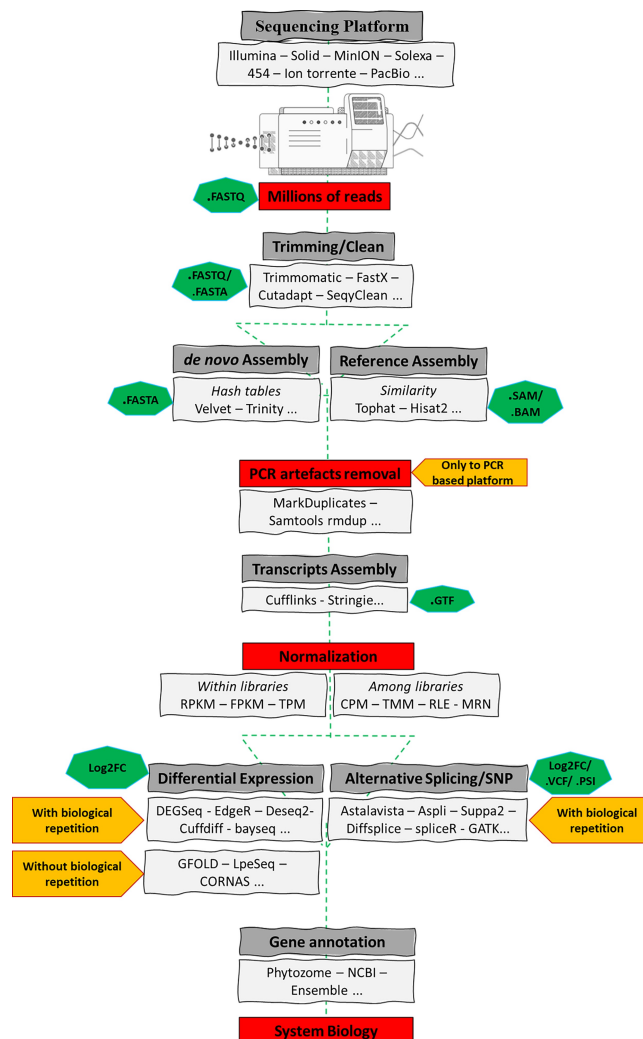 Sequencing Platform
Illumina – Solid – MinION – Solexa –
454 – Ion torrente – PacBio ...
.FASTQ
Millions of reads
Trimming/Clean
.FASTQ/
.FASTA
Trimmomatic – FastX –
Cutadapt – SeqyClean ...
de novo Assembly
Reference Assembly
.FASTA
Hash tables
Velvet – Trinity ...
Similarity
Tophat – Hisat2 ...
.SAM/
.BAM
PCR artefacts removal
Only to PCR
based platform
MarkDuplicates –
Samtools rmdup ...
Transcripts Assembly
Cufflinks - Stringie...
.GTF
Normalization
Within libraries
RPKM – FPKM – TPM
Among libraries
CPM – TMM – RLE - MRN
Log2FC
Differential Expression
Alternative Splicing/SNP
Log2FC/
.VCF/ .PSI
With biological
repetition
DEGSeq - EdgeR – Deseq2-
Cuffdiff - bayseq ...
Astalavista – Aspli – Suppa2 –
Diffsplice – spliceR - GATK...
With biological
repetition
Without biological
repetition
GFOLD – LpeSeq –
CORNAS ...
Gene annotation
Phytozome – NCBI –
Ensemble ...
System Biology